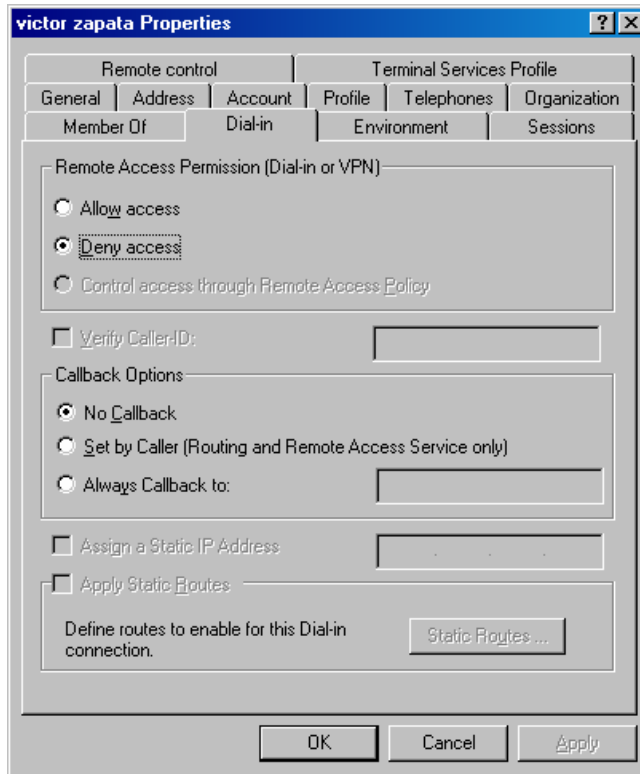 victor zapata Properties
Remote control Terminal Services Profile
General Address Account Profile Telephones Organization
Member Of Dial-in Environment Sessions
Remote Access Permission (Dial-in or VPN)
Allow access
Deny access
Control access through Remote Access Policy
Verify Caller-ID:
Callback Options
No Callback
Set by Caller (Routing and Remote Access Service only)
Always Callback to:
Assign a Static IP Address
Apply Static Routes
Define routes to enable for this Dial-in
connection.
Static Routes ...
OK Cancel Apply